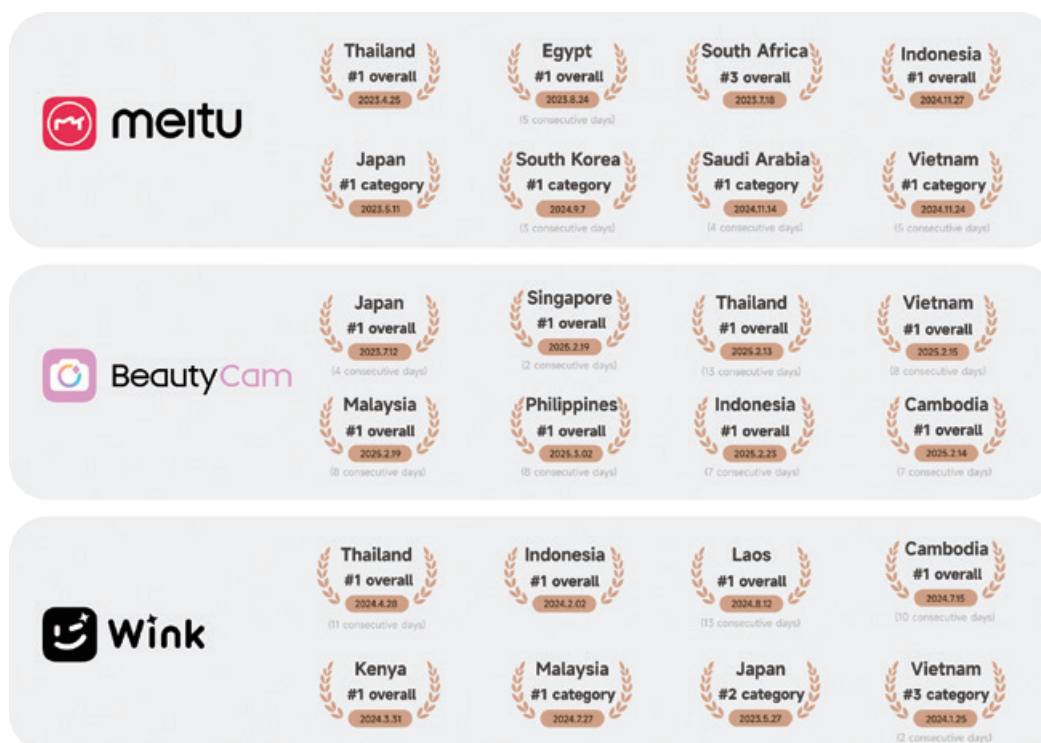 meitu
Thailand
#1 overall
2023.4.25
Egypt
#1 overall
2023.8.24
(5 consecutive days)
South Africa
#3 overall
2023.7.18
Indonesia
#1 overall
2024.11.27
Japan
#1 category
2023.5.11
South Korea
#1 category
2024.9.7
(3 consecutive days)
Saudi Arabia
#1 category
2024.11.14
(4 consecutive days)
Vietnam
#1 category
2024.11.24
(5 consecutive days)
BeautyCam
Japan
#1 overall
2023.7.12
(4 consecutive days)
Singapore
#1 overall
2025.2.19
(2 consecutive days)
Thailand
#1 overall
2025.2.13
(13 consecutive days)
Vietnam
#1 overall
2025.2.15
(8 consecutive days)
Malaysia
#1 overall
2025.2.19
(8 consecutive days)
Philippines
#1 overall
2025.3.02
(8 consecutive days)
Indonesia
#1 overall
2025.2.23
(7 consecutive days)
Cambodia
#1 overall
2025.2.14
(7 consecutive days)
Wink
Thailand
#1 overall
2024.4.28
(11 consecutive days)
Indonesia
#1 overall
2024.2.02
Laos
#1 overall
2024.8.12
(13 consecutive days)
Cambodia
#1 overall
2024.7.15
(10 consecutive days)
Kenya
#1 overall
2024.3.31
Malaysia
#1 category
2024.7.27
Japan
#2 category
2023.5.27
Vietnam
#3 category
2024.1.25
(2 consecutive days)